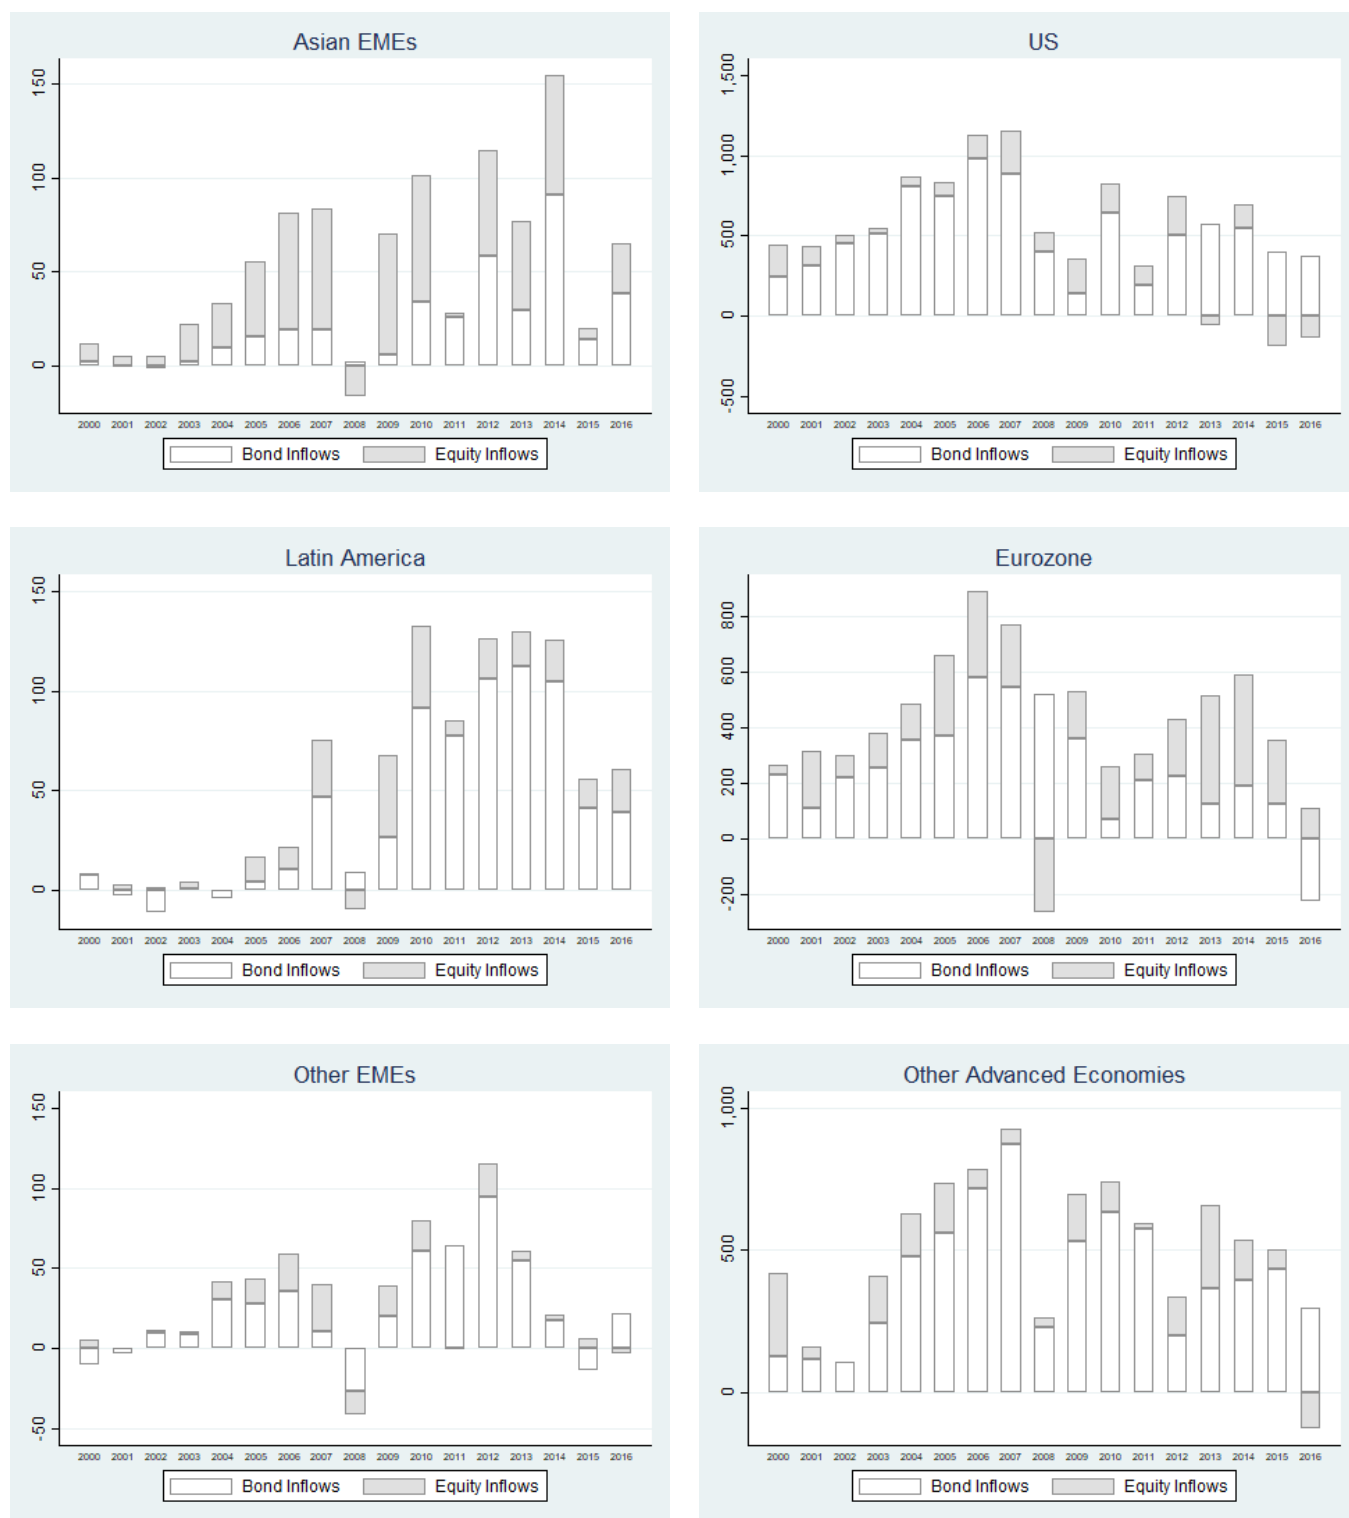 Asian EMEs
150
100
50
0
2000 2001 2002 2003 2004 2005 2006 2007 2008 2009 2010 2011 2012 2013 2014 2015 2016
Bond Inflows Equity Inflows
US
1,500
1,000
500
0
-500
2000 2001 2002 2003 2004 2005 2006 2007 2008 2009 2010 2011 2012 2013 2014 2015 2016
Bond Inflows Equity Inflows
Latin America
150
100
50
0
2000 2001 2002 2003 2004 2005 2006 2007 2008 2009 2010 2011 2012 2013 2014 2015 2016
Bond Inflows Equity Inflows
Eurozone
800
600
400
200
0
-200
2000 2001 2002 2003 2004 2005 2006 2007 2008 2009 2010 2011 2012 2013 2014 2015 2016
Bond Inflows Equity Inflows
Other EMEs
150
100
50
0
-50
2000 2001 2002 2003 2004 2005 2006 2007 2008 2009 2010 2011 2012 2013 2014 2015 2016
Bond Inflows Equity Inflows
Other Advanced Economies
1,000
500
0
2000 2001 2002 2003 2004 2005 2006 2007 2008 2009 2010 2011 2012 2013 2014 2015 2016
Bond Inflows Equity Inflows